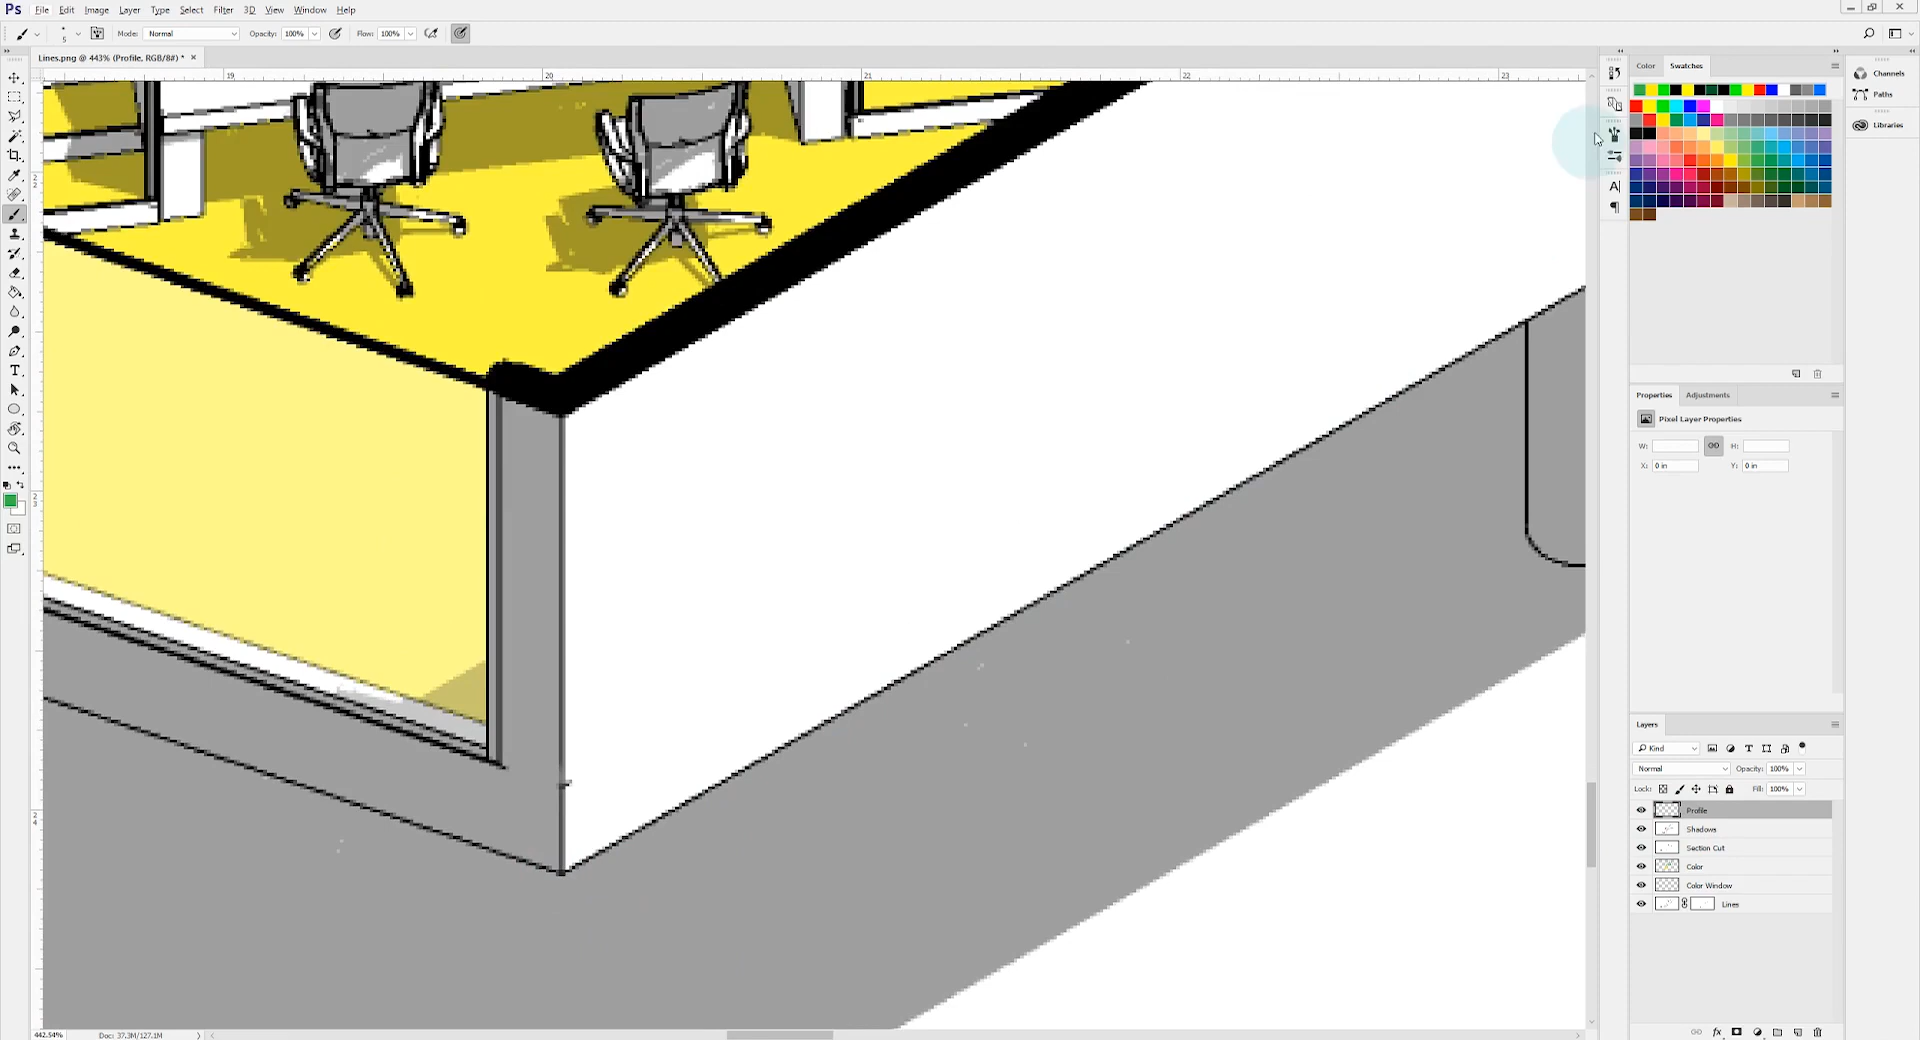 Ps File Edit Image Layer Type Select Filter 3D View Window Help
5 Mode: Normal Opacity: 100% Flow: 100%
Lines.png @ 443% (Profile, RGB/8#) * ×
19 20 21 22 23
Color Swatches
Channels
Paths
Libraries
Properties Adjustments
Pixel Layer Properties
W: H:
X: 0 in Y: 0 in
Layers
Kind
Normal Opacity: 100%
Lock: Fill: 100%
Profile
Shadows
Section Cut
Color
Color Window
Lines
fx
442.54% Doc: 37.3M/127.1M